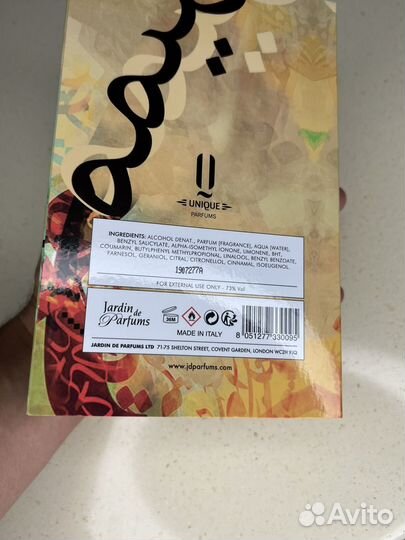 UNIQUE
PARFUMS
INGREDIENTS: ALCOHOL DENAT., PARFUM (FRAGRANCE), AQUA (WATER),
BENZYL SALICYLATE, ALPHA-ISOMETHYL IONONE, LIMONENE, BHT,
COUMARIN, BUTYLPHENYL METHYLPROPIONAL, LINALOOL, BENZYL BENZOATE,
FARNESOL, GERANIOL, CITRAL, CITRONELLOL, CINNAMAL, ISOEUGENOL.
1907277A
FOR EXTERNAL USE ONLY - 73% Vol
Jardin
de
Parfums
36M
MADE IN ITALY
8 051277 330095
JARDIN DE PARFUMS LTD 71-75 SHELTON STREET, COVENT GARDEN, LONDON WC2H 9JQ
www.jdparfums.com
Avito